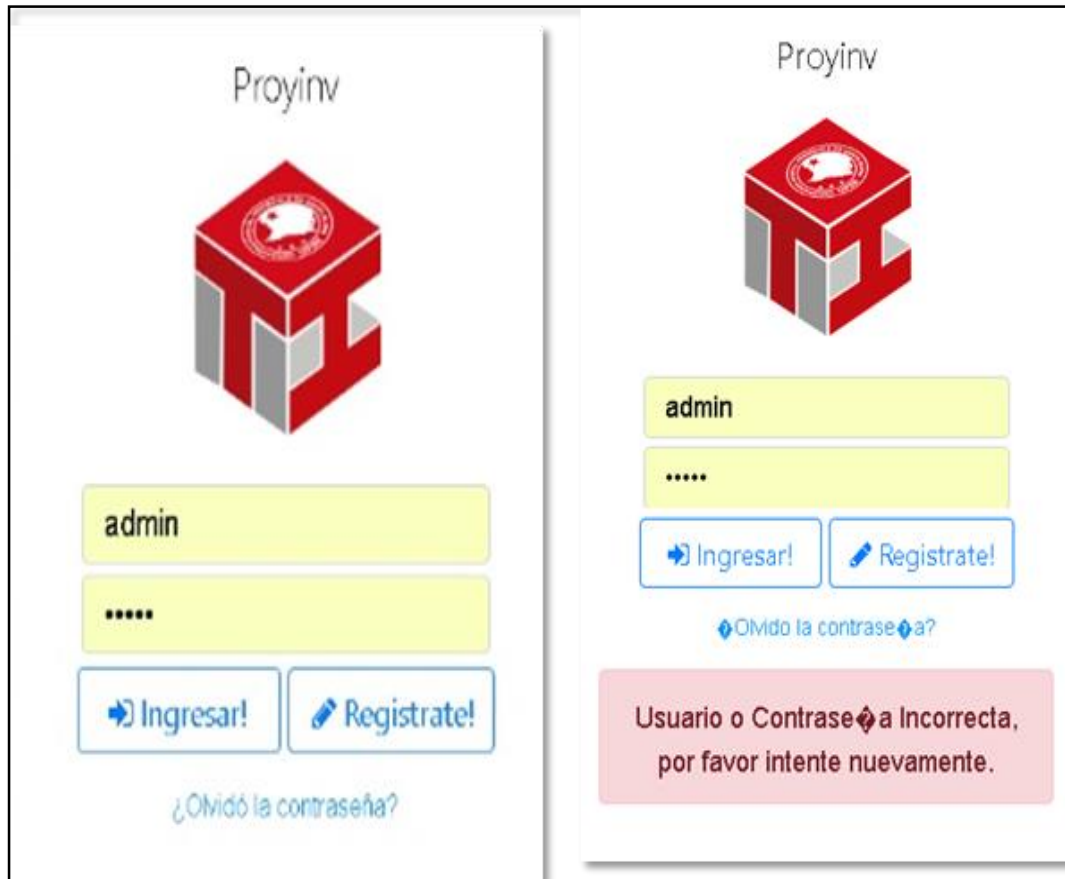 Proyinv
admin
•••••
Ingresar!
Registrate!
¿Olvidó la contraseña?
Proyinv
admin
•••••
Ingresar!
Registrate!
�Olvido la contrase�a?
Usuario o Contrase�a Incorrecta,
por favor intente nuevamente.